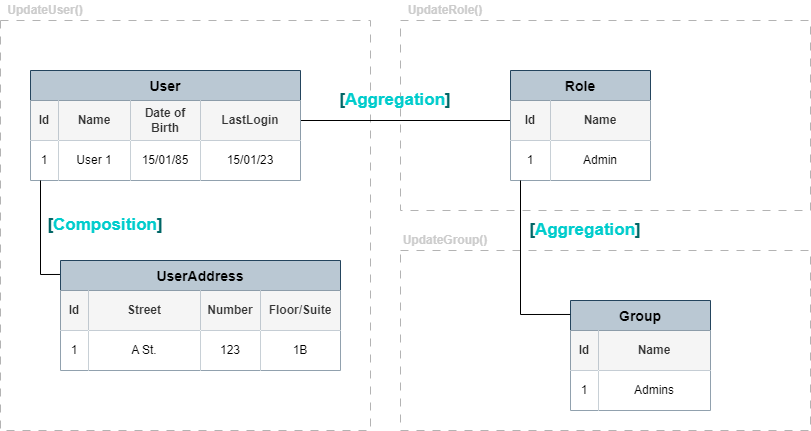 UpdateUser()
UpdateRole()
User
Id Name Date of Birth LastLogin
1 User 1 15/01/85 15/01/23
[Aggregation]
Role
Id Name
1 Admin
[Composition]
[Aggregation]
UpdateGroup()
UserAddress
Id Street Number Floor/Suite
1 A St. 123 1B
Group
Id Name
1 Admins